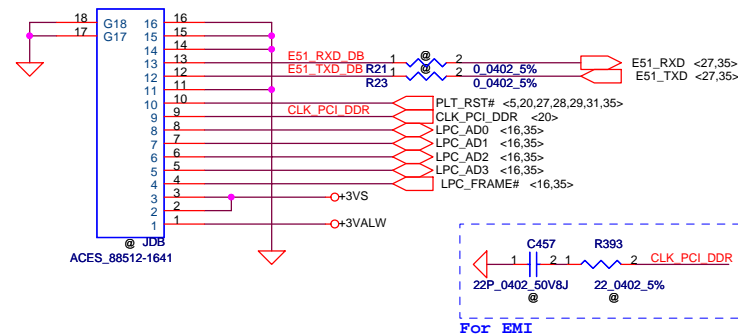 18 G18 16 16
17 G17 15 15
14 14
13 13 E51_RXD_DB 1 @ 2 E51_RXD <27,35>
12 12 E51_TXD_DB R21 1 @ 2 0_0402_5% E51_TXD <27,35>
11 11 R23 0_0402_5%
10 10 PLT_RST# <5,20,27,28,29,31,35>
9 9 CLK_PCI_DDR CLK_PCI_DDR <20>
8 8 LPC_AD0 <16,35>
7 7 LPC_AD1 <16,35>
6 6 LPC_AD2 <16,35>
5 5 LPC_AD3 <16,35>
4 4 LPC_FRAME# <16,35>
3 3 +3VS
2 2
1 1 +3VALW
@ JDB
ACES_88512-1641
C457 R393
1 2 1 2 CLK_PCI_DDR
22P_0402_50V8J 22_0402_5%
@ @
For EMI